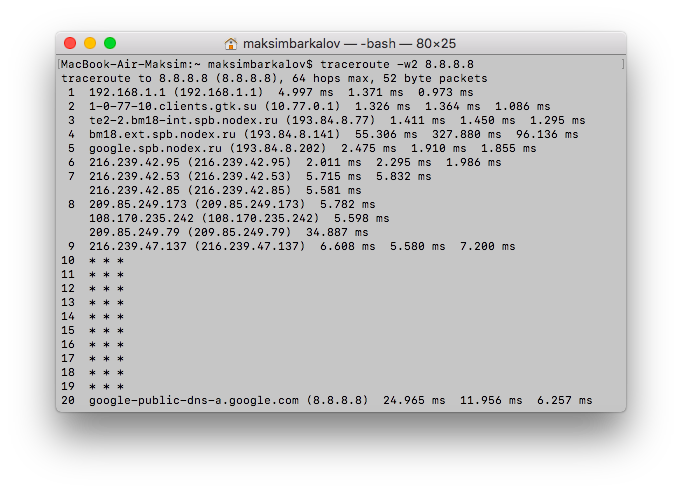 maksimbarkalov — -bash — 80×25
[MacBook-Air-Maksim:~ maksimbarkalov$ traceroute -w2 8.8.8.8 ]
traceroute to 8.8.8.8 (8.8.8.8), 64 hops max, 52 byte packets
 1  192.168.1.1 (192.168.1.1)  4.997 ms  1.371 ms  0.973 ms
 2  1-0-77-10.clients.gtk.su (10.77.0.1)  1.326 ms  1.364 ms  1.086 ms
 3  te2-2.bm18-int.spb.nodex.ru (193.84.8.77)  1.411 ms  1.450 ms  1.295 ms
 4  bm18.ext.spb.nodex.ru (193.84.8.141)  55.306 ms  327.880 ms  96.136 ms
 5  google.spb.nodex.ru (193.84.8.202)  2.475 ms  1.910 ms  1.855 ms
 6  216.239.42.95 (216.239.42.95)  2.011 ms  2.295 ms  1.986 ms
 7  216.239.42.53 (216.239.42.53)  5.715 ms  5.832 ms
    216.239.42.85 (216.239.42.85)  5.581 ms
 8  209.85.249.173 (209.85.249.173)  5.782 ms
    108.170.235.242 (108.170.235.242)  5.598 ms
    209.85.249.79 (209.85.249.79)  34.887 ms
 9  216.239.47.137 (216.239.47.137)  6.608 ms  5.580 ms  7.200 ms
10  * * *
11  * * *
12  * * *
13  * * *
14  * * *
15  * * *
16  * * *
17  * * *
18  * * *
19  * * *
20  google-public-dns-a.google.com (8.8.8.8)  24.965 ms  11.956 ms  6.257 ms